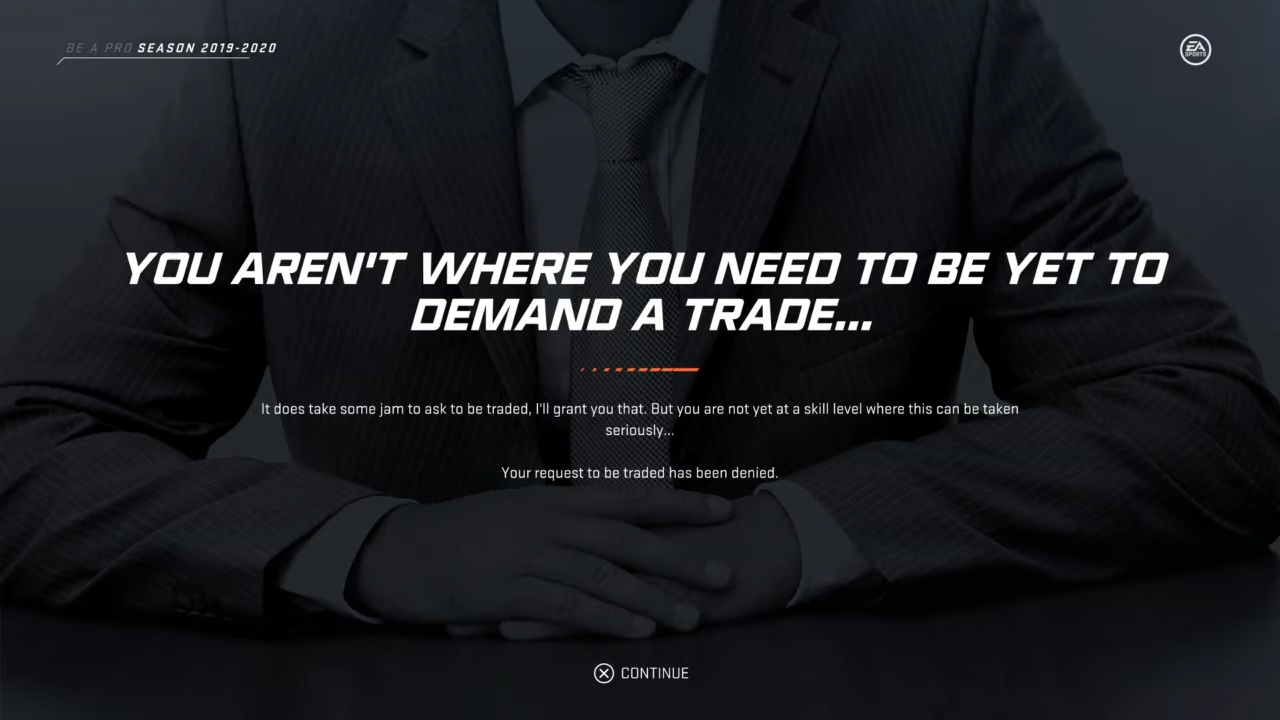 BE A PRO SEASON 2019-2020
EA
SPORTS
YOU AREN'T WHERE YOU NEED TO BE YET TO
DEMAND A TRADE...
It does take some jam to ask to be traded, I'll grant you that. But you are not yet at a skill level where this can be taken
seriously...
Your request to be traded has been denied.
CONTINUE